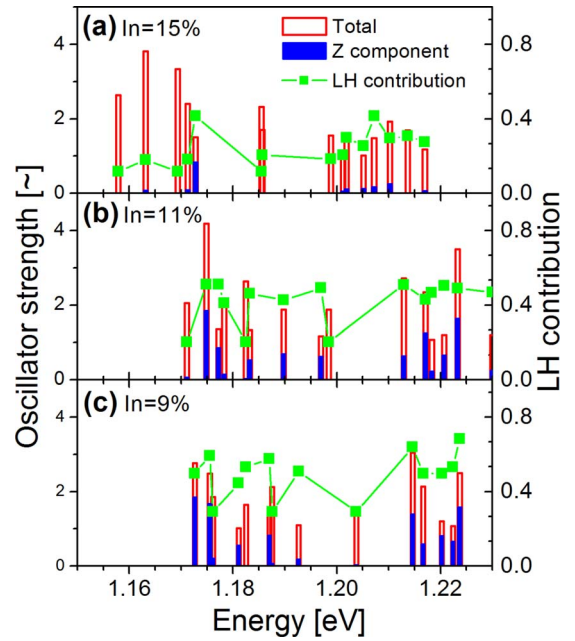 (a) In=15%
Total
Z component
LH contribution
4
2
0
0.8
0.4
0.0
(b) In=11%
4
2
0
0.8
0.4
0.0
(c) In=9%
4
2
0
0.8
0.4
0.0
Oscillator strength [~]
LH contribution
1.16
1.18
1.20
1.22
Energy [eV]